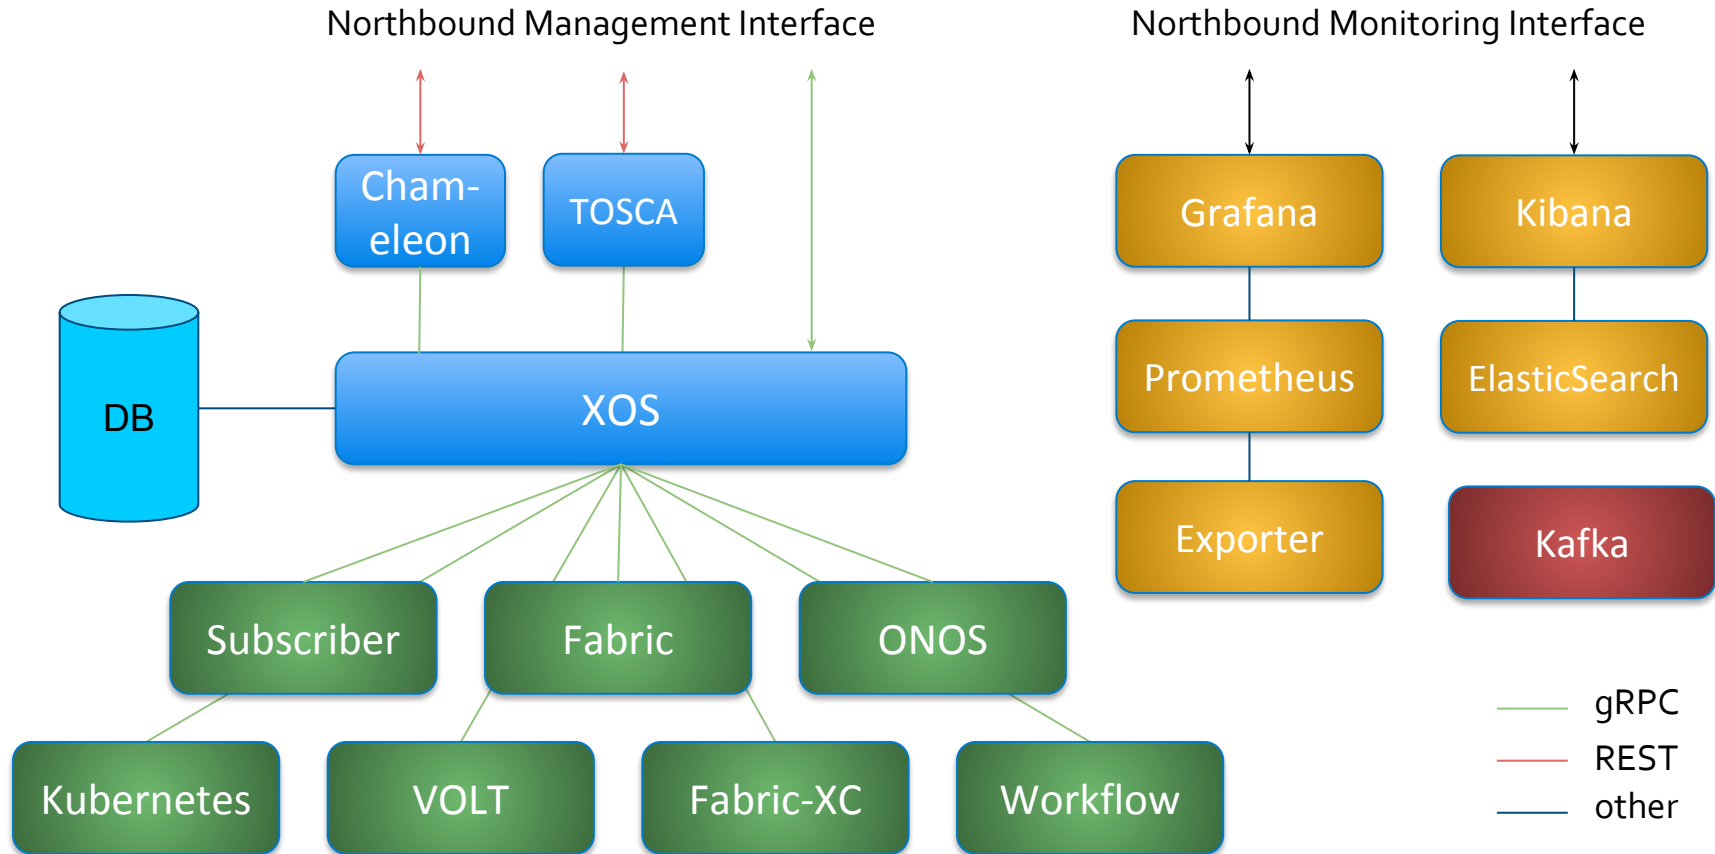 Northbound Management Interface
Northbound Monitoring Interface
Cham-
eleon
TOSCA
Grafana
Kibana
DB
XOS
Prometheus
ElasticSearch
Exporter
Kafka
Subscriber
Fabric
ONOS
Kubernetes
VOLT
Fabric-XC
Workflow
gRPC
REST
other